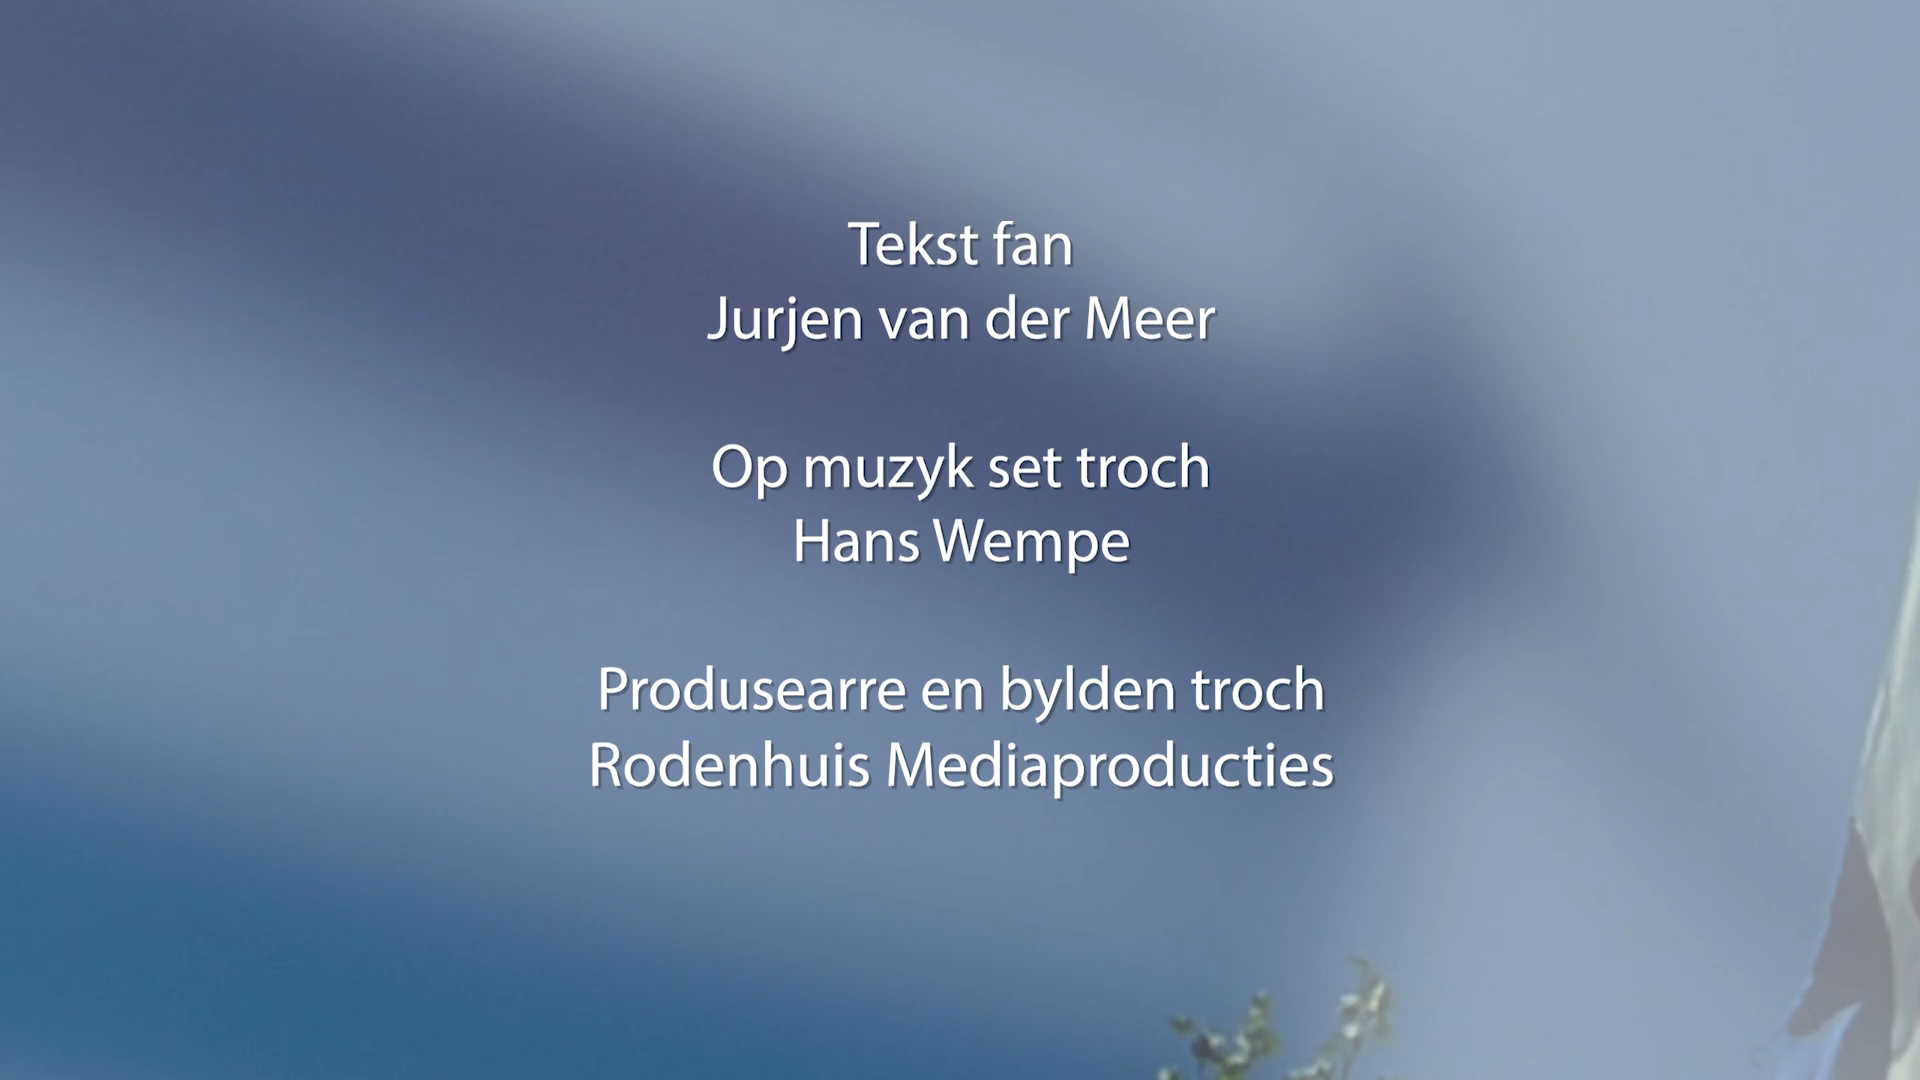 Tekst fan
Jurjen van der Meer
Op muzyk set troch
Hans Wempe
Produsearre en bylden troch
Rodenhuis Mediaproducties